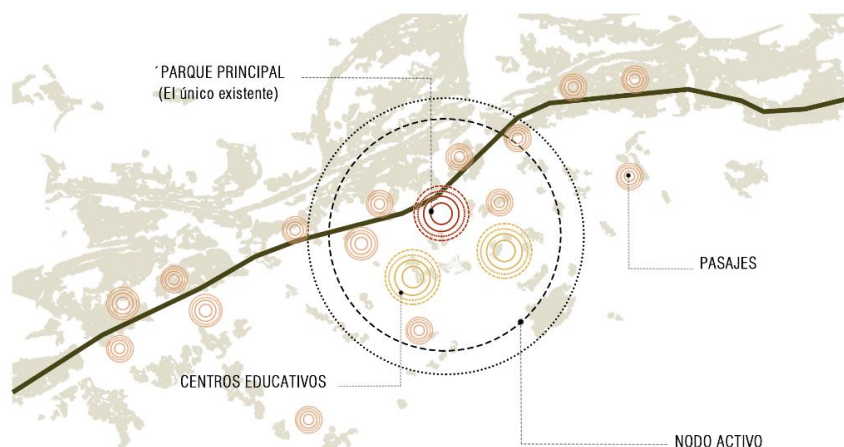 ´PARQUE PRINCIPAL
(El único existente)
PASAJES
CENTROS EDUCATIVOS
NODO ACTIVO